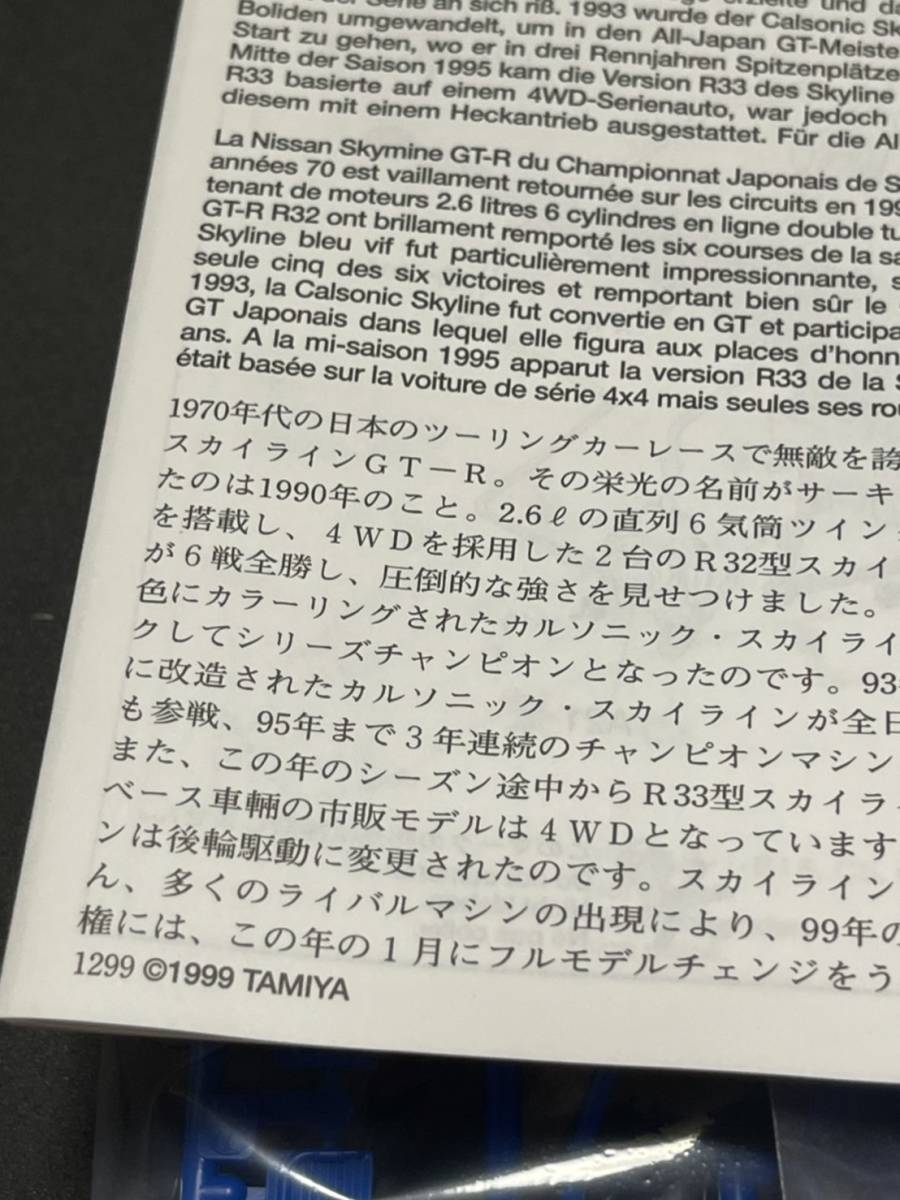 der Serie an sich riß. 1993 wurde der Calsonic
Boliden umgewandelt, um in den All-Japan
Start zu gehen, wo er in drei Rennjahren Spitzenplätze
Mitte der Saison 1995 kam die Version R33 des Skyline
R33 basierte auf einem 4WD-Serienauto, war jedoch
diesem mit einem Heckantrieb ausgestattet. Für die
La Nissan Skymine GT-R du Championnat Japonais de
années 70 est vaillament retournée sur les circuits en
tenant de moteurs 2.6 litres 6 cylindres en ligne double
GT-R R32 ont brillament remporté les six courses de la
Skyline bleu vif fut particulièrement impressionnante,
seule cinq des six victoires et remportant bien sûr le
1993, la Calsonic Skyline fut convertie en GT et participa
GT Japonais dans lequel elle figura aux places
ans. A la mi-saison 1995 apparut la version R33 de la
était basée sur la voiture de série 4x4 mais seules ses
1970年代の日本のツーリングカーレースで無敵を誇
スカイラインGT－R。その栄光の名前がサーキ
たのは1990年のこと。2.6ℓの直列6気筒ツイン
を搭載し、4WDを採用した2台のR32型スカイ
が6戦全勝し、圧倒的な強さを見せつけました。
色にカラーリングされたカルソニック・スカイライ
クしてシリーズチャンピオンとなったのです。93
に改造されたカルソニック・スカイラインが全日
も参戦、95年まで3年連続のチャンピオンマシン
また、この年のシーズン途中からR33型スカイラ
ベース車輌の市販モデルは4WDとなっています
ンは後輪駆動に変更されたのです。スカイライン
ん、多くのライバルマシンの出現により、99年の
権には、この年の1月にフルモデルチェンジをう
1299 ©1999 TAMIYA